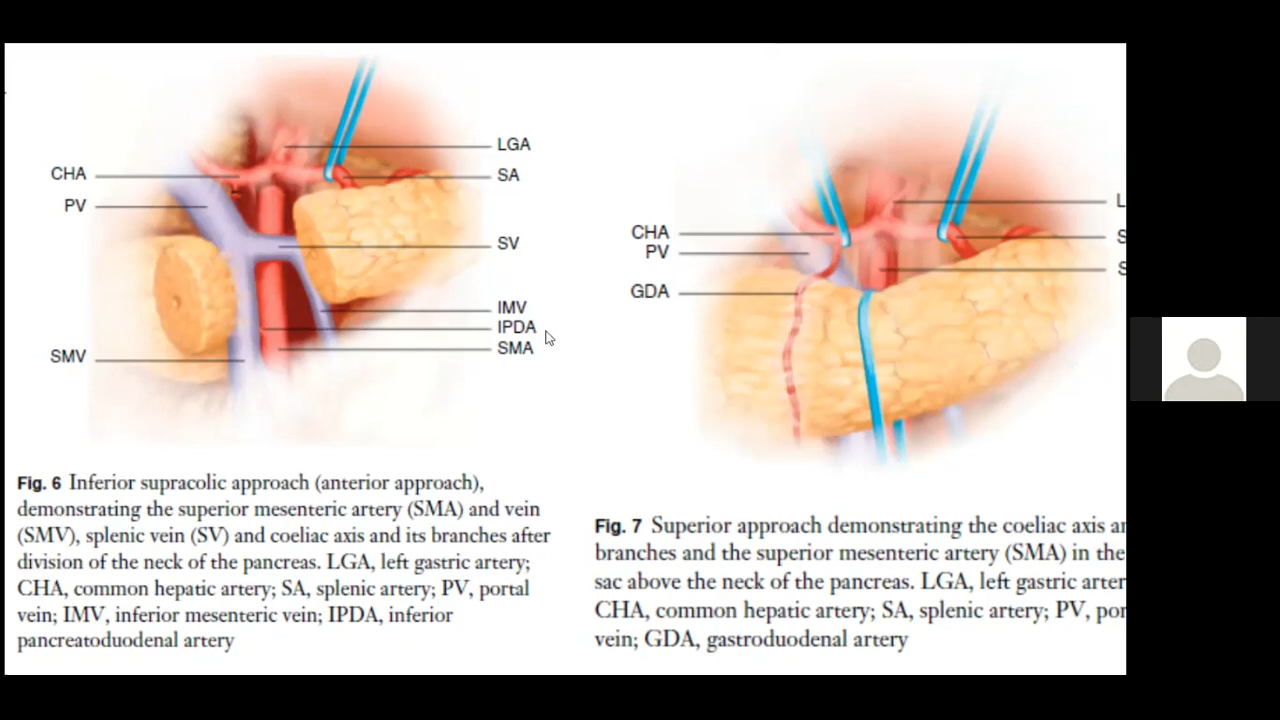 LGA
CHA
SA
PV
SV
IMV
IPDA
SMA
SMV
Fig. 6 Inferior supracolic approach (anterior approach),
demonstrating the superior mesenteric artery (SMA) and vein
(SMV), splenic vein (SV) and coeliac axis and its branches after
division of the neck of the pancreas. LGA, left gastric artery;
CHA, common hepatic artery; SA, splenic artery; PV, portal
vein; IMV, inferior mesenteric vein; IPDA, inferior
pancreatoduodenal artery
L
CHA
S
PV
S
GDA
Fig. 7 Superior approach demonstrating the coeliac axis ar
branches and the superior mesenteric artery (SMA) in the
sac above the neck of the pancreas. LGA, left gastric arter
CHA, common hepatic artery; SA, splenic artery; PV, por
vein; GDA, gastroduodenal artery